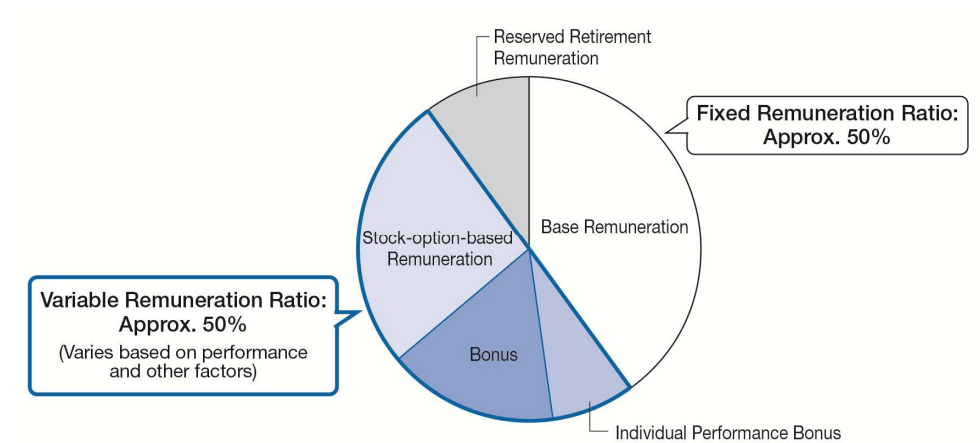 Reserved Retirement
Remuneration
Fixed Remuneration Ratio:
Approx. 50%
Base Remuneration
Stock-option-based
Remuneration
Variable Remuneration Ratio:
Approx. 50%
(Varies based on performance
and other factors)
Bonus
Individual Performance Bonus